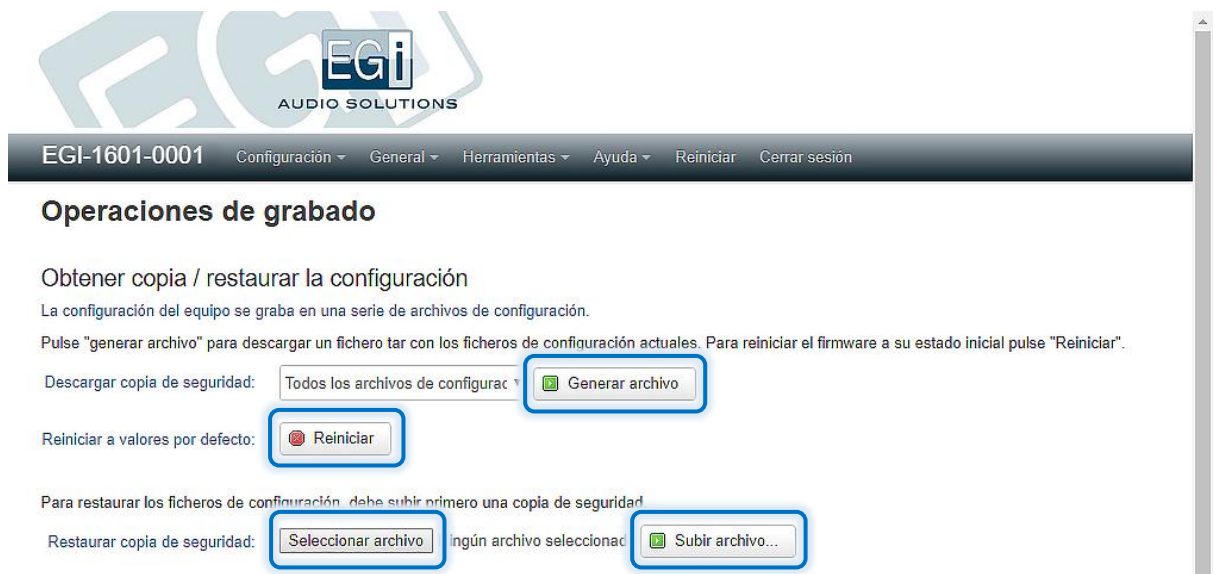 EGi
AUDIO SOLUTIONS
EGI-1601-0001 Configuración General Herramientas Ayuda Reiniciar Cerrar sesión
Operaciones de grabado
Obtener copia / restaurar la configuración
La configuración del equipo se graba en una serie de archivos de configuración.
Pulse "generar archivo" para descargar un fichero tar con los ficheros de configuración actuales. Para reiniciar el firmware a su estado inicial pulse "Reiniciar".
Descargar copia de seguridad: Todos los archivos de configurac Generar archivo
Reiniciar a valores por defecto: Reiniciar
Para restaurar los ficheros de configuración, debe subir primero una copia de seguridad
Restaurar copia de seguridad: Seleccionar archivo ingún archivo seleccionad Subir archivo...